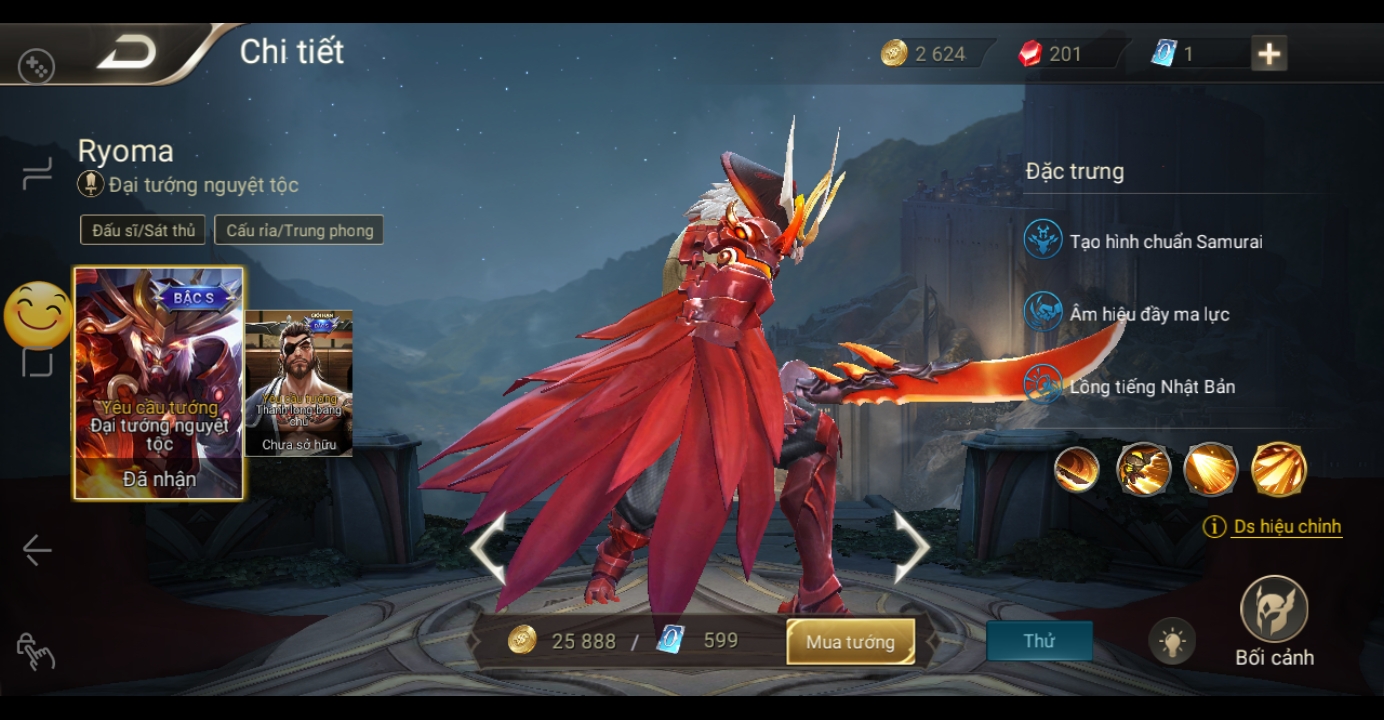 Chi tiết
2 624
201
1
Ryoma
Đại tướng nguyệt tộc
Đấu sĩ/Sát thủ
Cấu rỉa/Trung phong
BẬC S
Yêu cầu tướng
Đại tướng nguyệt
tộc
Đã nhận
GIỚI HẠN
Yêu cầu tướng
Thanh long bang
chủ
Chưa sở hữu
Đặc trưng
Tạo hình chuẩn Samurai
Âm hiệu đầy ma lực
Lồng tiếng Nhật Bản
Ds hiệu chỉnh
25 888 / 599
Mua tướng
Thử
Bối cảnh